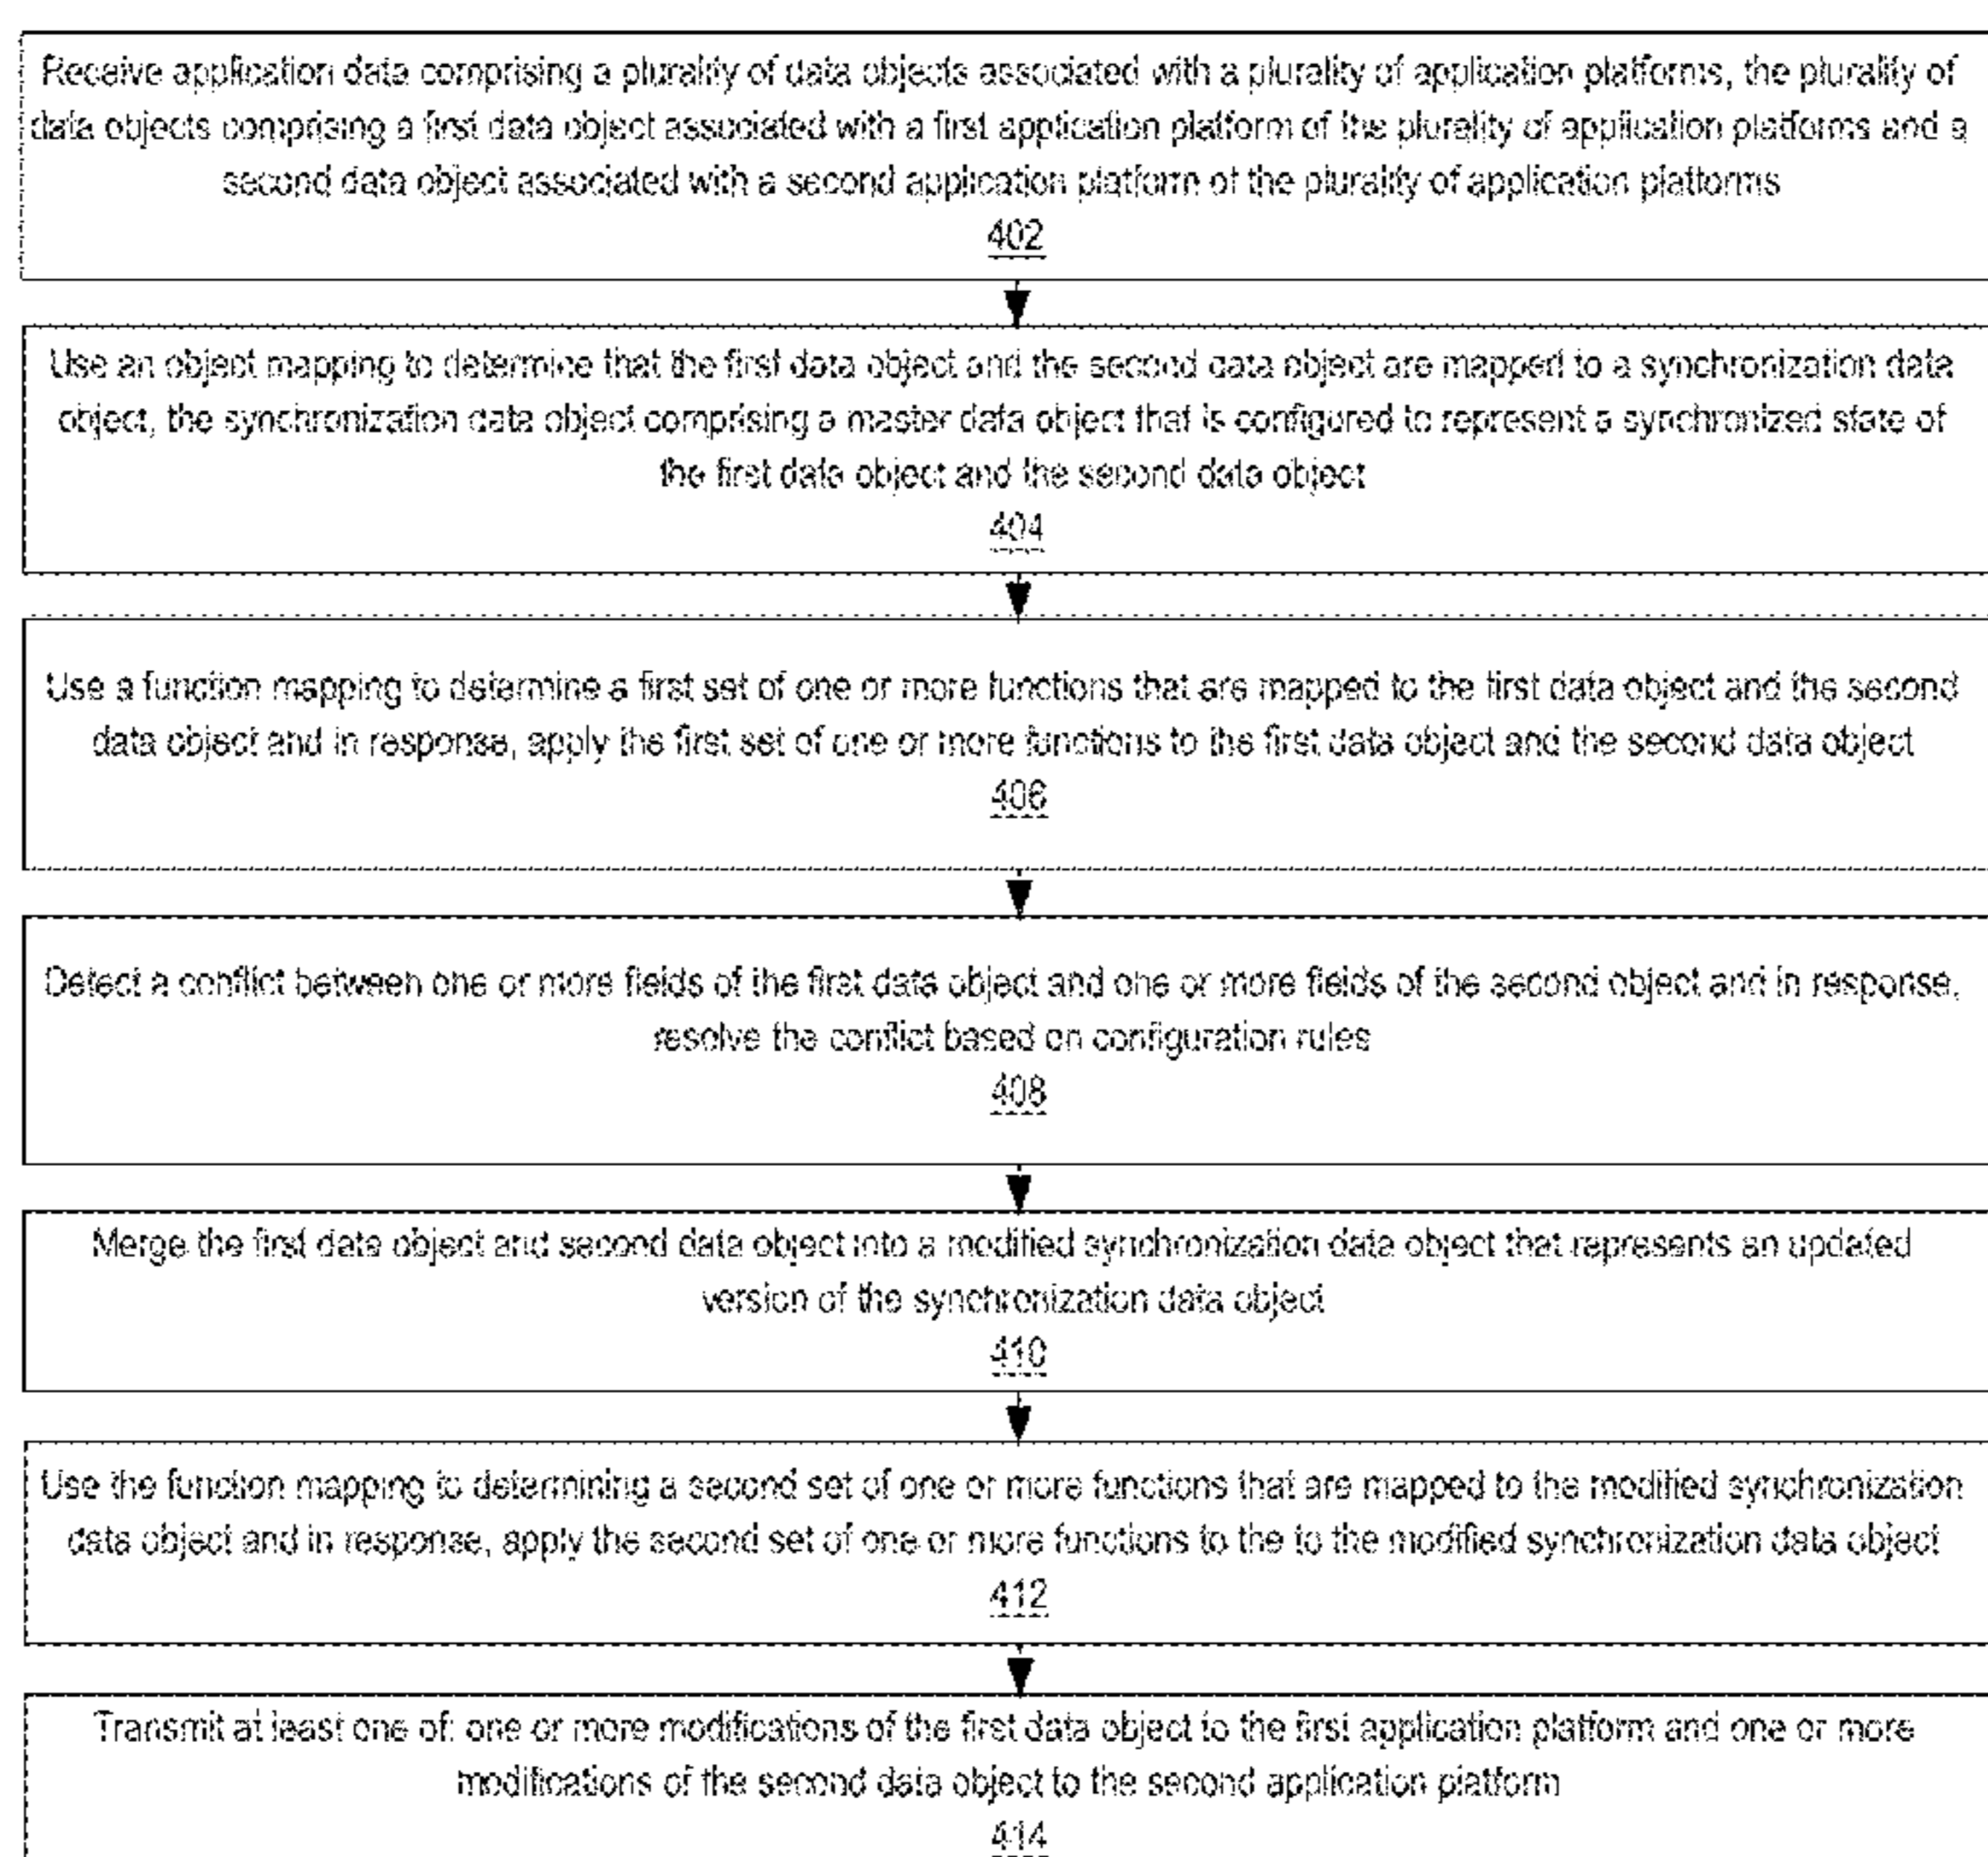 Receive application data comprising a plurality of data objects associated with a plurality of application platforms, the plurality of
data objects comprising a first data object associated with a first application platform of the plurality of application platforms and a
second data object associated with a second application platform of the plurality of application platforms
402
Use an object mapping to determine that the first data object and the second data object are mapped to a synchronization data
object, the synchronization data object comprising a master data object that is configured to represent a synchronized state of
the first data object and the second data object
404
Use a function mapping to determine a first set of one or more functions that are mapped to the first data object and the second
data object and in response, apply the first set of one or more functions to the first data object and the second data object
406
Detect a conflict between one or more fields of the first data object and one or more fields of the second object and in response,
resolve the conflict based on configuration rules
408
Merge the first data object and second data object into a modified synchronization data object that represents an updated
version of the synchronization data object
410
Use the function mapping to determining a second set of one or more functions that are mapped to the modified synchronization
data object and in response, apply the second set of one or more functions to the to the modified synchronization data object
412
Transmit at least one of: one or more modifications of the first data object to the first application platform and one or more
modifications of the second data object to the second application platform
414